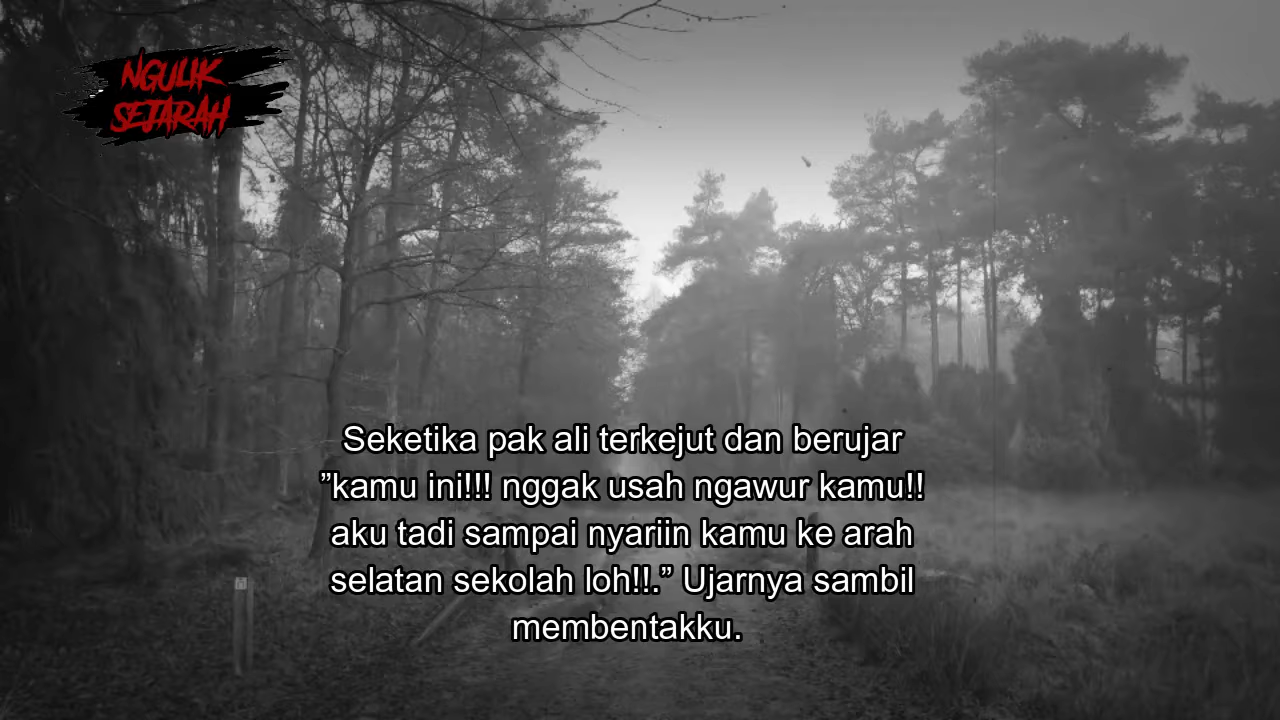 NGULIK
SEJARAH
Seketika pak ali terkejut dan berujar
”kamu ini!!! nggak usah ngawur kamu!!
aku tadi sampai nyariin kamu ke arah
selatan sekolah loh!!.” Ujarnya sambil
membentakku.